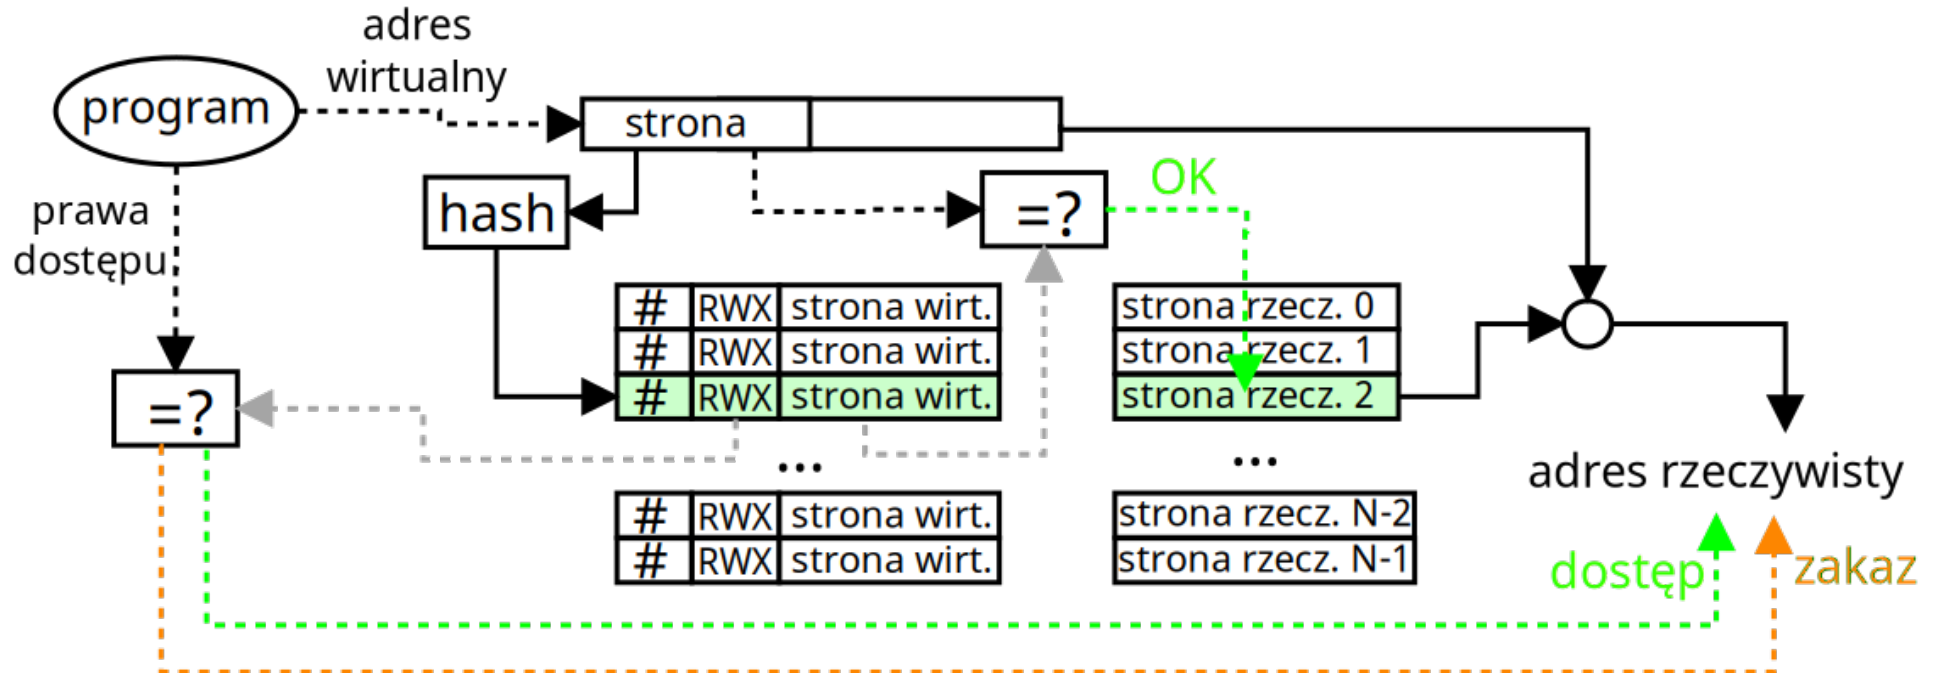 adres
wirtualny
program
strona
prawa
dostępu
hash
=?
OK
# RWX strona wirt.
strona rzecz. 0
# RWX strona wirt.
strona rzecz. 1
# RWX strona wirt.
strona rzecz. 2
=?
...
...
adres rzeczywisty
# RWX strona wirt.
strona rzecz. N-2
# RWX strona wirt.
strona rzecz. N-1
dostęp
zakaz